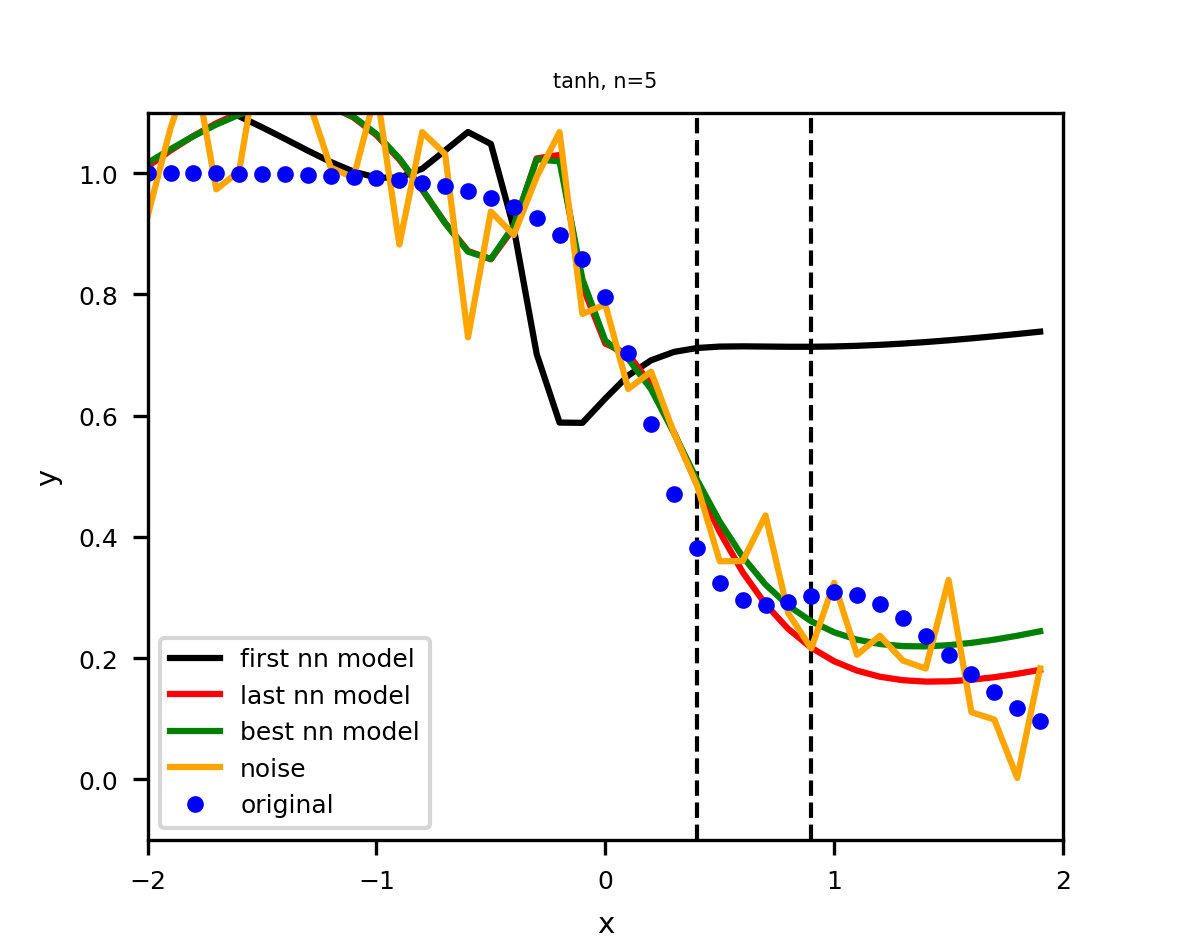 tanh, n=5
1.0
0.8
0.6
0.4
0.2
0.0
y
first nn model
last nn model
best nn model
noise
original
−2
−1
0
1
2
x